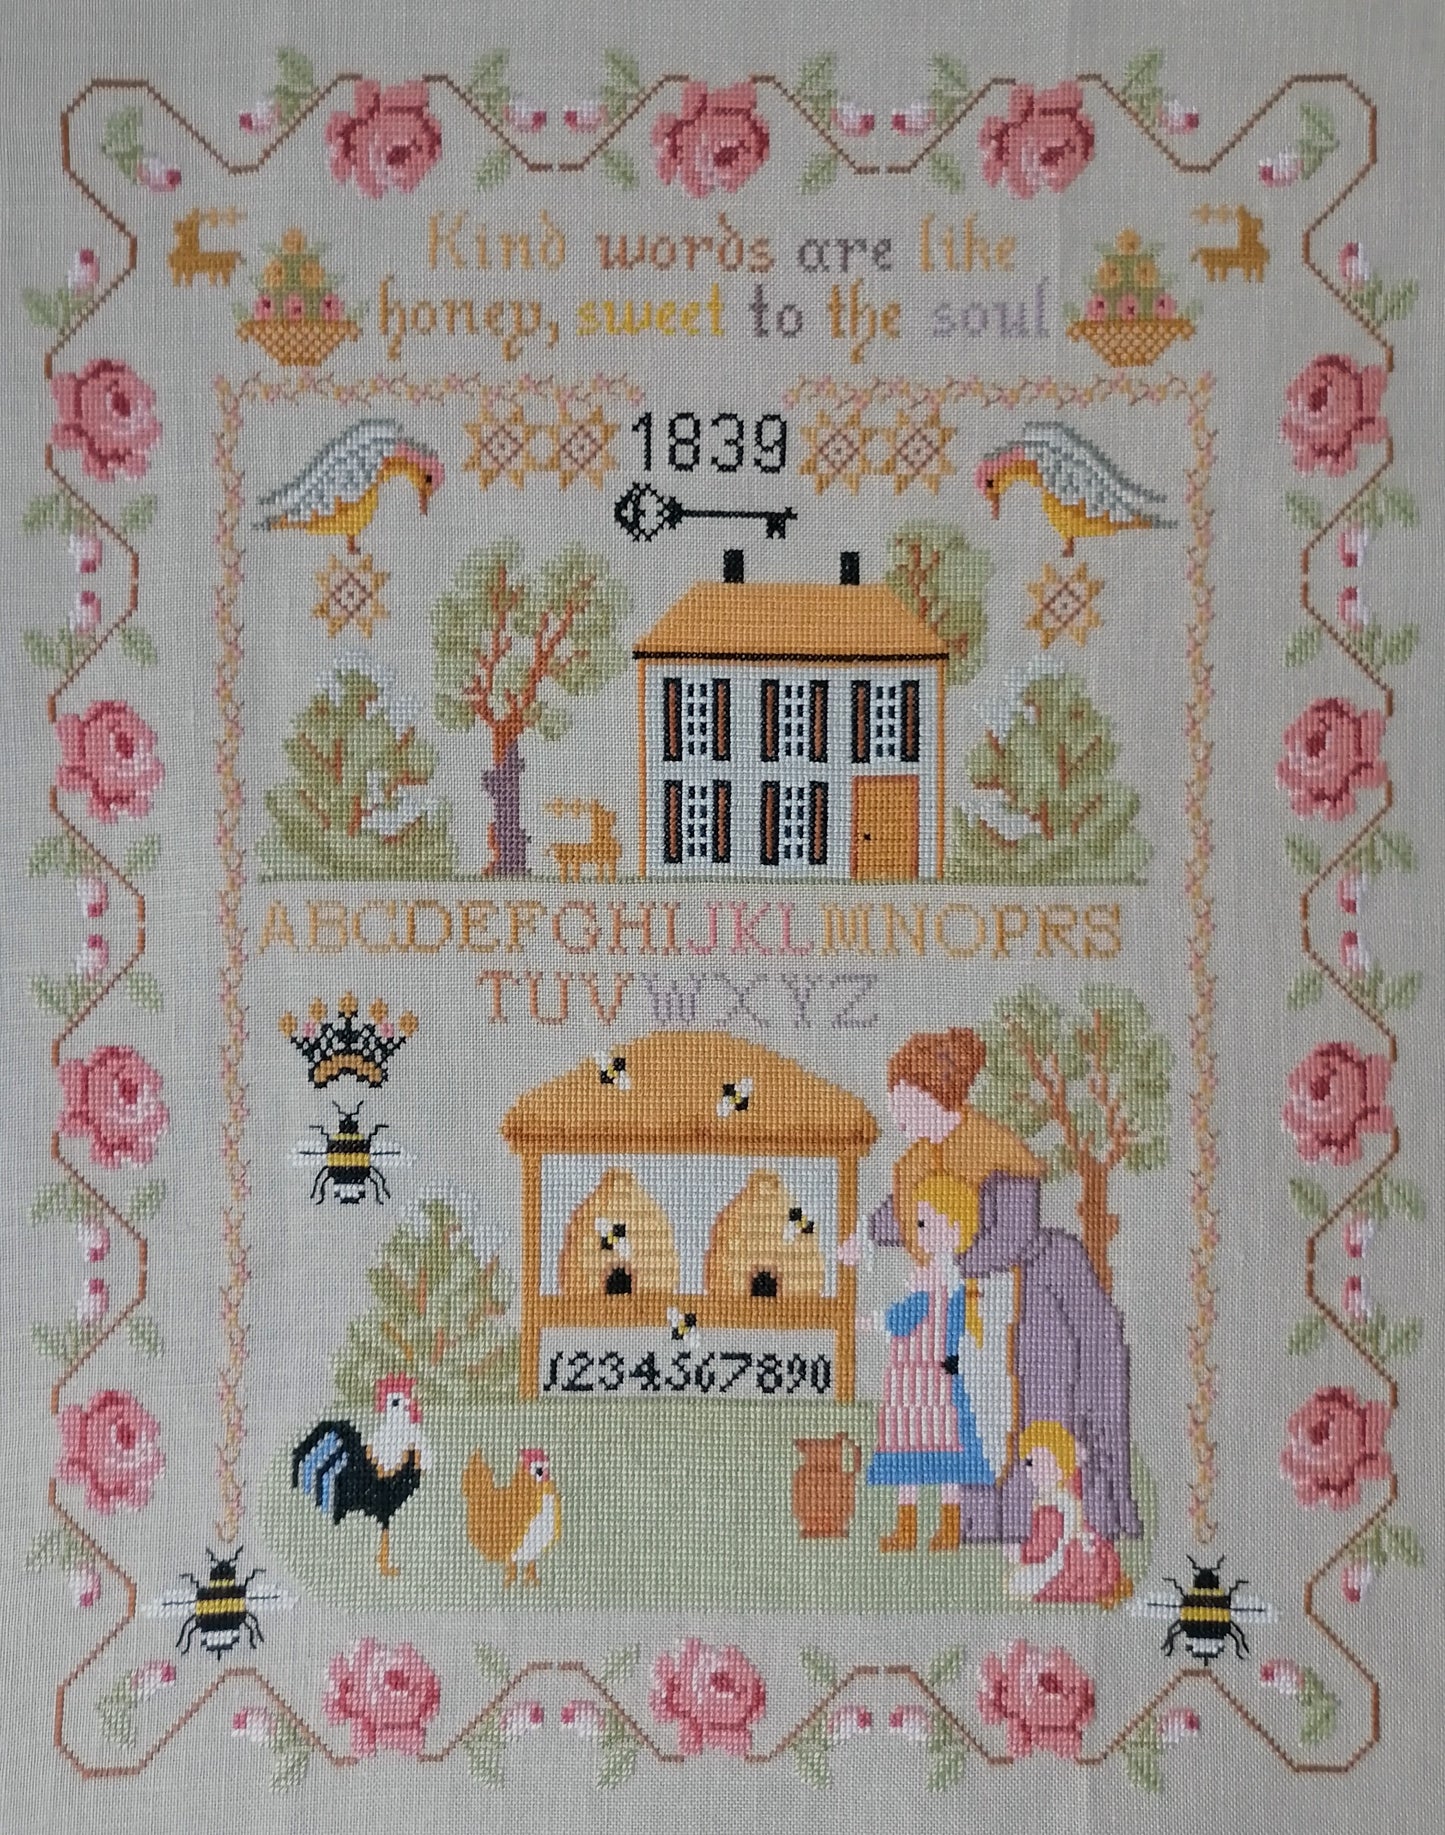 Kind words are like
honey, sweet to the soul
1839
ABCDEFGHIJKLMNOPRS
TUVWXYZ
1234567890